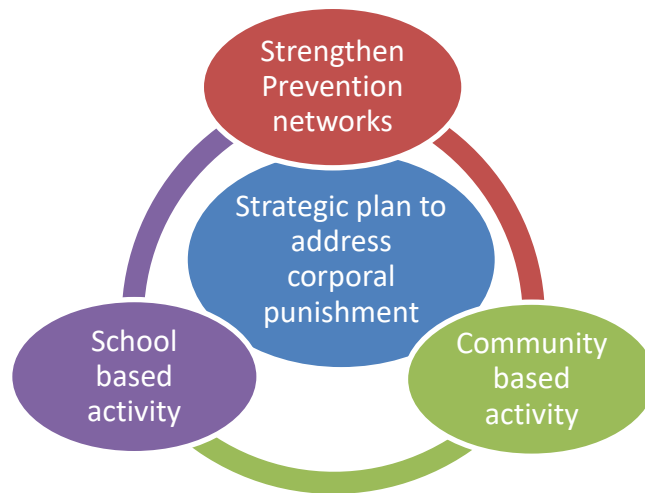 Strengthen
Prevention
networks
Strategic plan to
address
corporal
punishment
School
based
activity
Community
based
activity